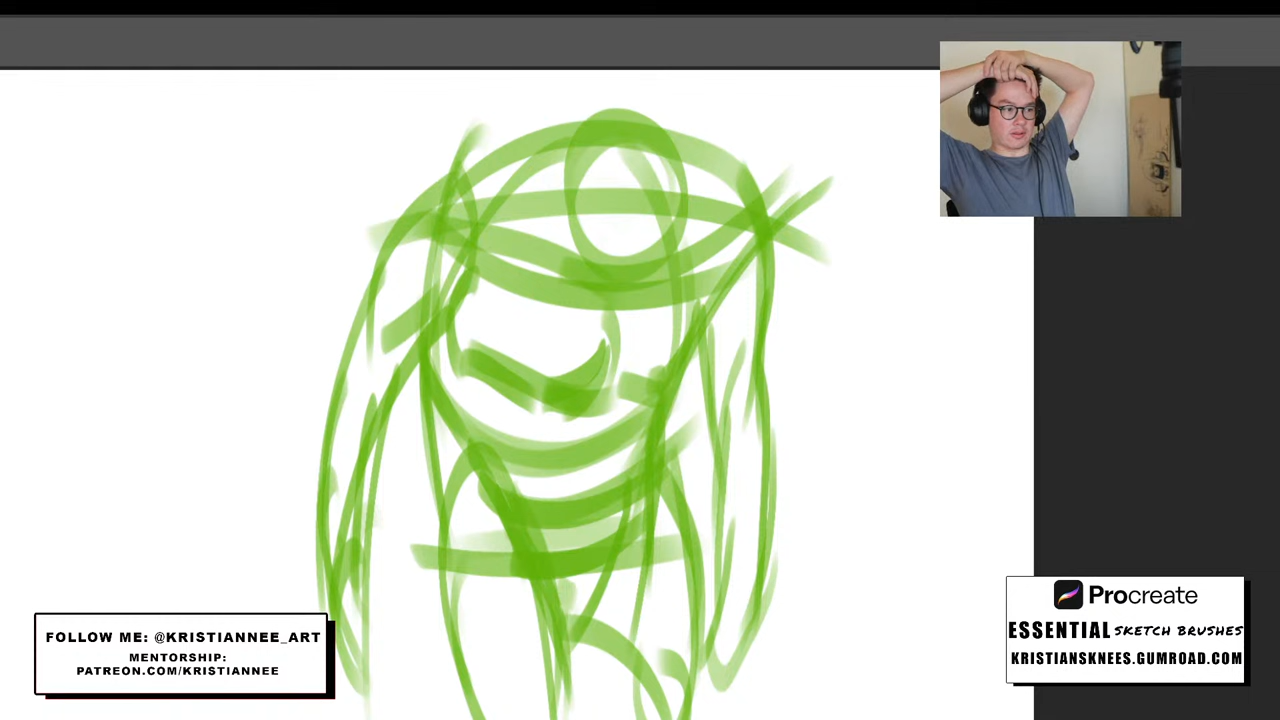 FOLLOW ME: @KRISTIANNEE_ART
MENTORSHIP:
PATREON.COM/KRISTIANNEE
Procreate
ESSENTIAL SKETCH BRUSHES
KRISTIANSKNEES.GUMROAD.COM